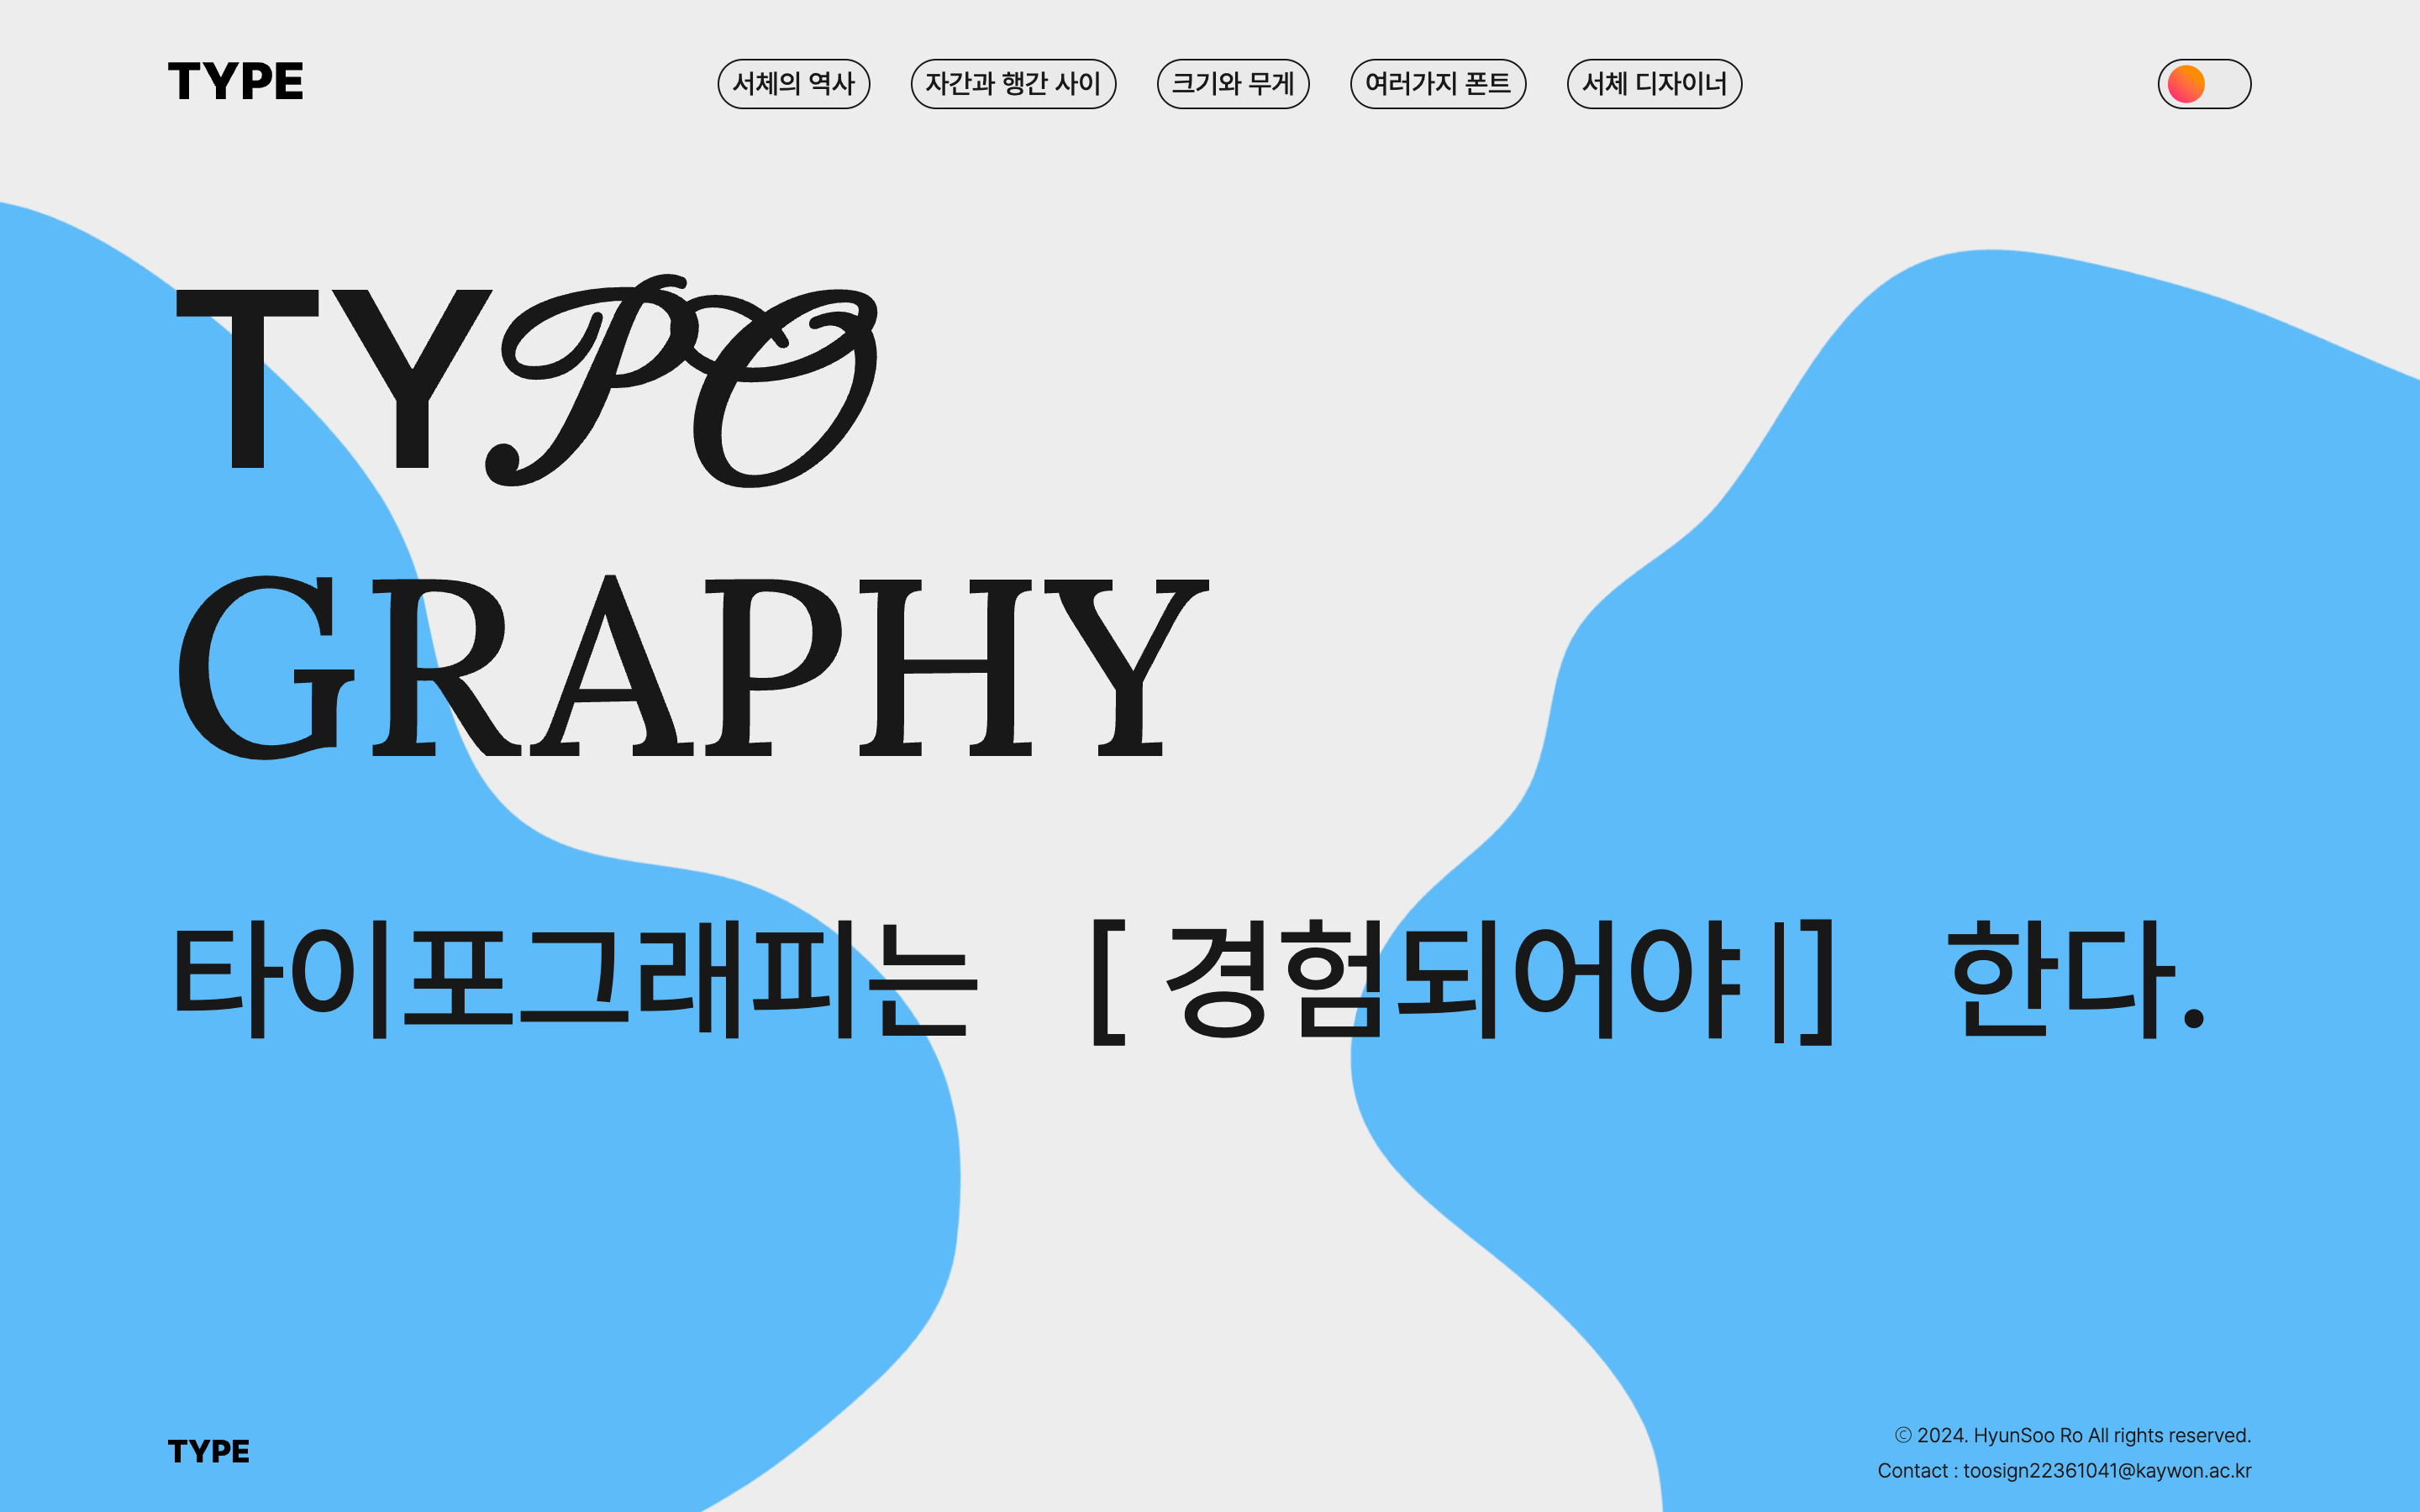 TYPE
서체의 역사
자간과 행간 사이
크기와 무게
여러가지 폰트
서체 디자이너
TYPO
GRAPHY
타이포그래피는 [ 경험되어야|] 한다.
TYPE
© 2024. HyunSoo Ro All rights reserved.
Contact : toosign22361041@kaywon.ac.kr